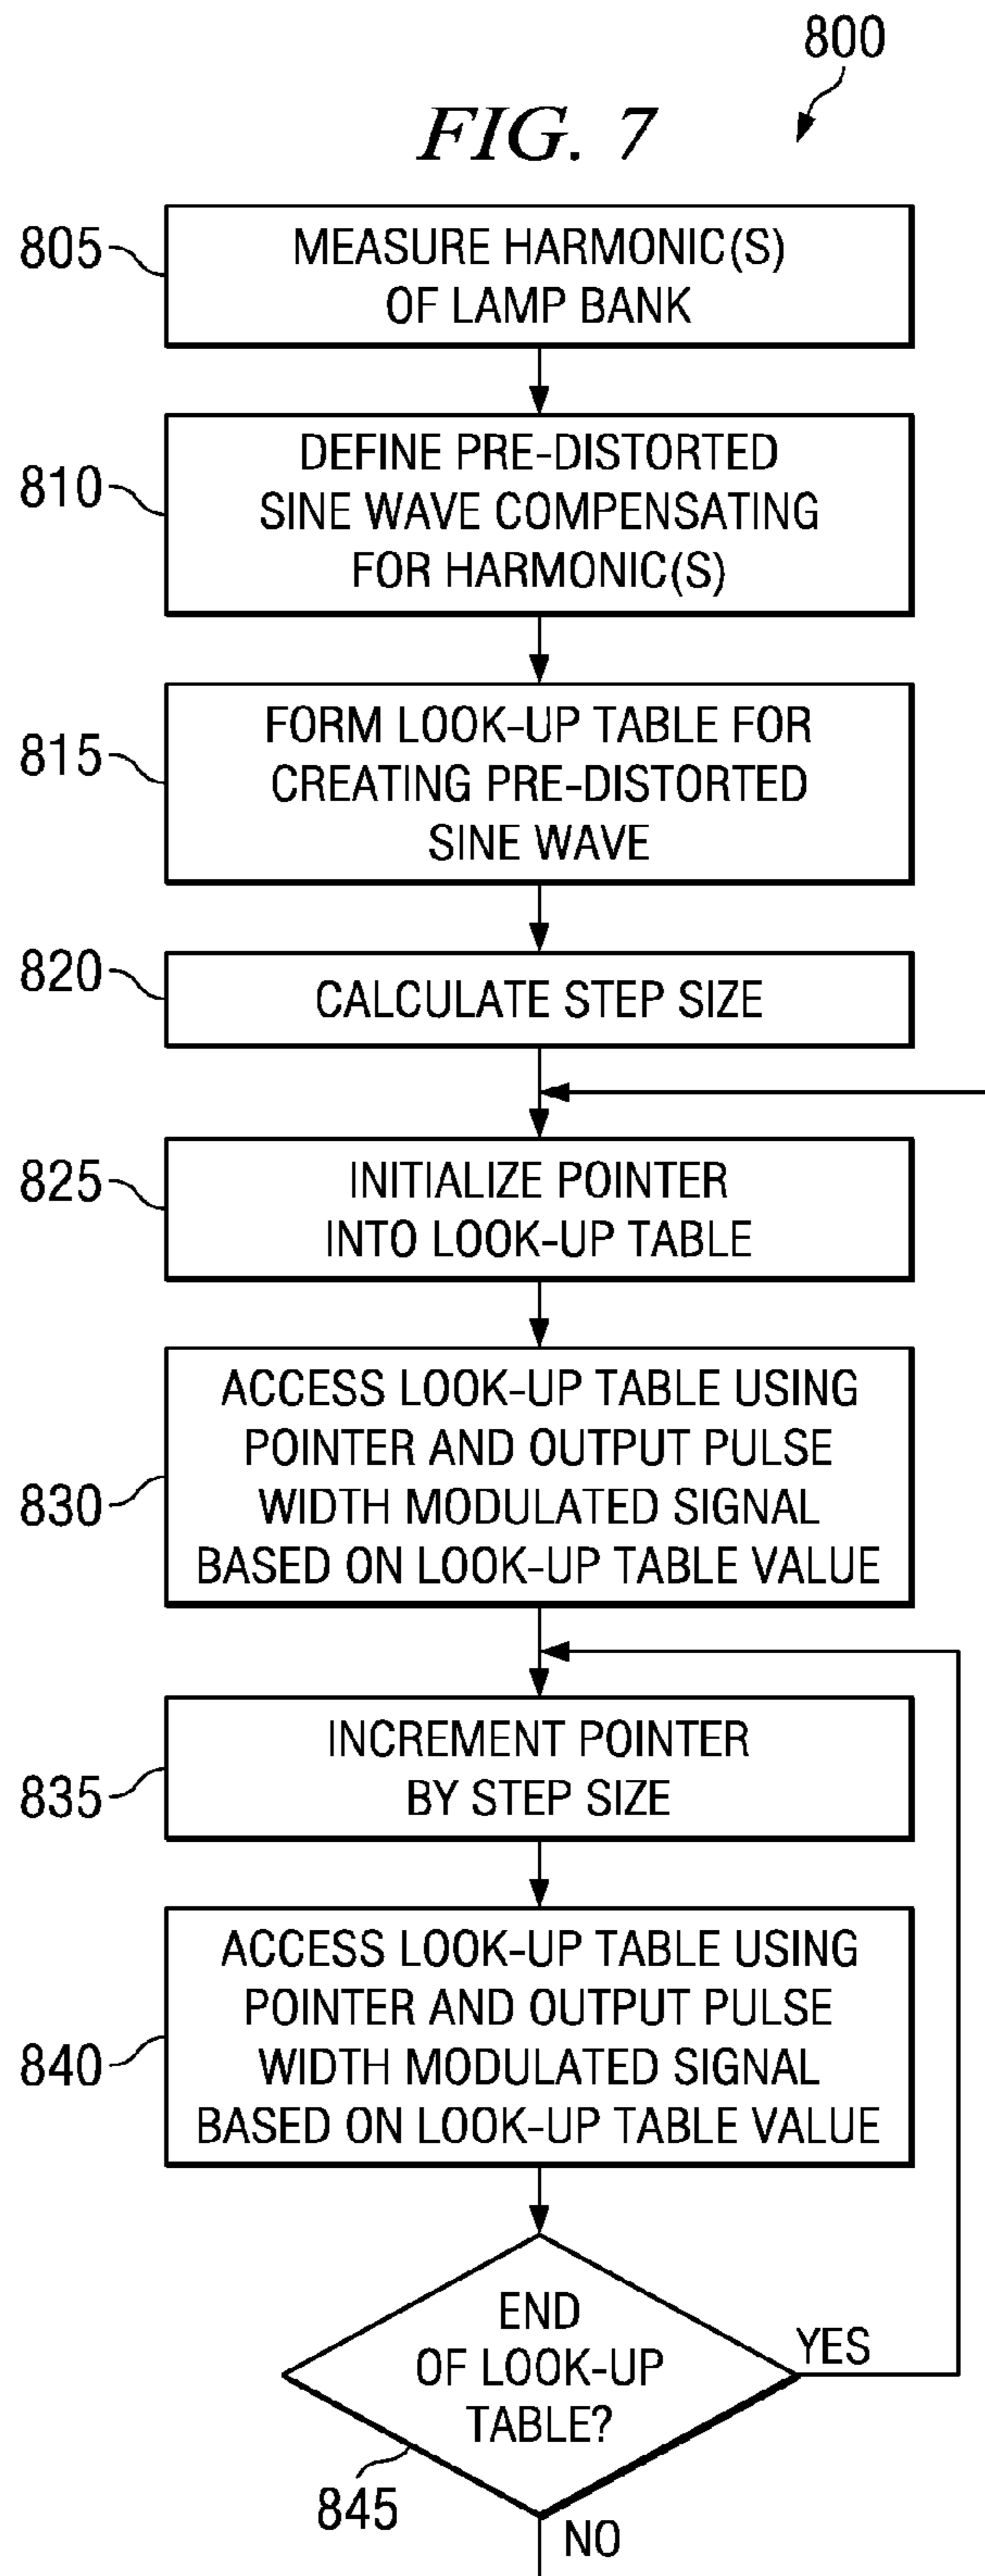 800
FIG. 7
805
MEASURE HARMONIC(S)
OF LAMP BANK
810
DEFINE PRE-DISTORTED
SINE WAVE COMPENSATING
FOR HARMONIC(S)
815
FORM LOOK-UP TABLE FOR
CREATING PRE-DISTORTED
SINE WAVE
820
CALCULATE STEP SIZE
825
INITIALIZE POINTER
INTO LOOK-UP TABLE
830
ACCESS LOOK-UP TABLE USING
POINTER AND OUTPUT PULSE
WIDTH MODULATED SIGNAL
BASED ON LOOK-UP TABLE VALUE
835
INCREMENT POINTER
BY STEP SIZE
840
ACCESS LOOK-UP TABLE USING
POINTER AND OUTPUT PULSE
WIDTH MODULATED SIGNAL
BASED ON LOOK-UP TABLE VALUE
END
OF LOOK-UP
TABLE?
YES
845
NO